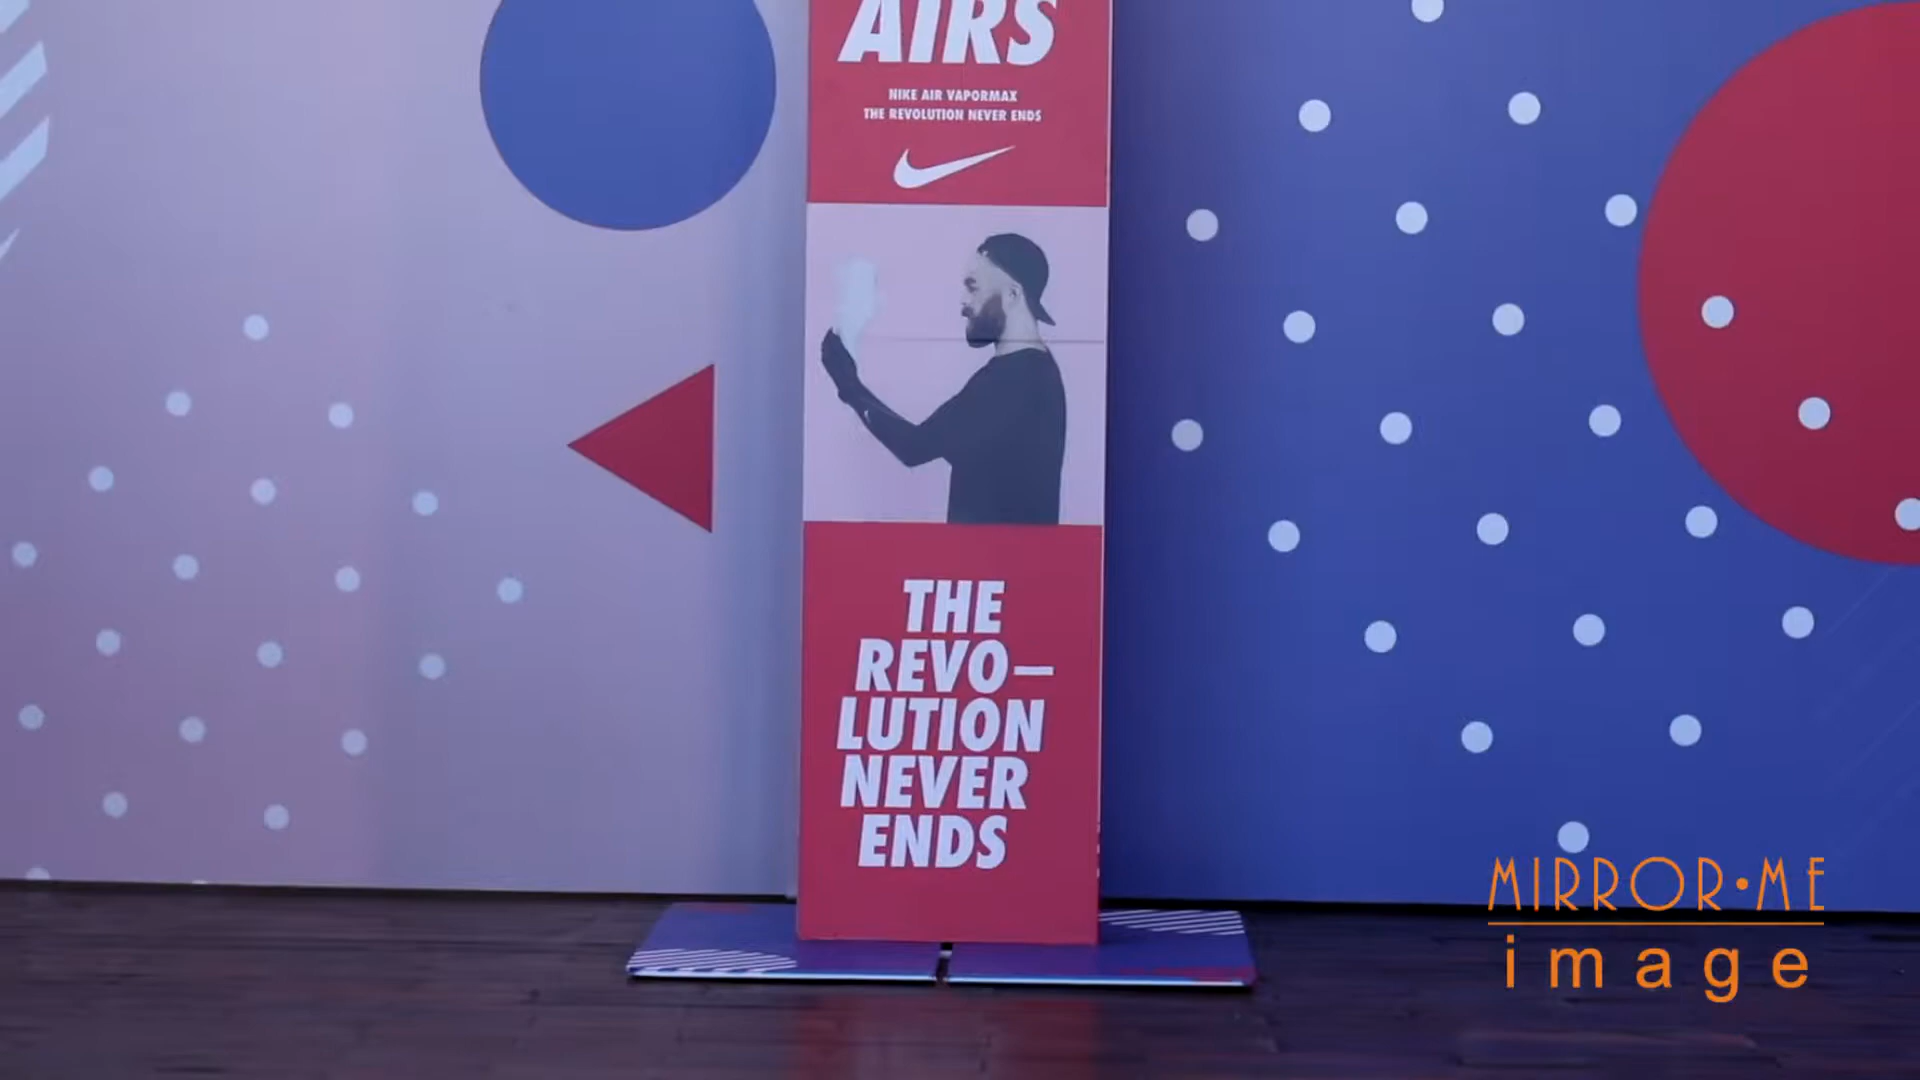 AIRS
NIKE AIR VAPORMAX
THE REVOLUTION NEVER ENDS
THE
REVO—
LUTION
NEVER
ENDS
MIRROR•ME
image